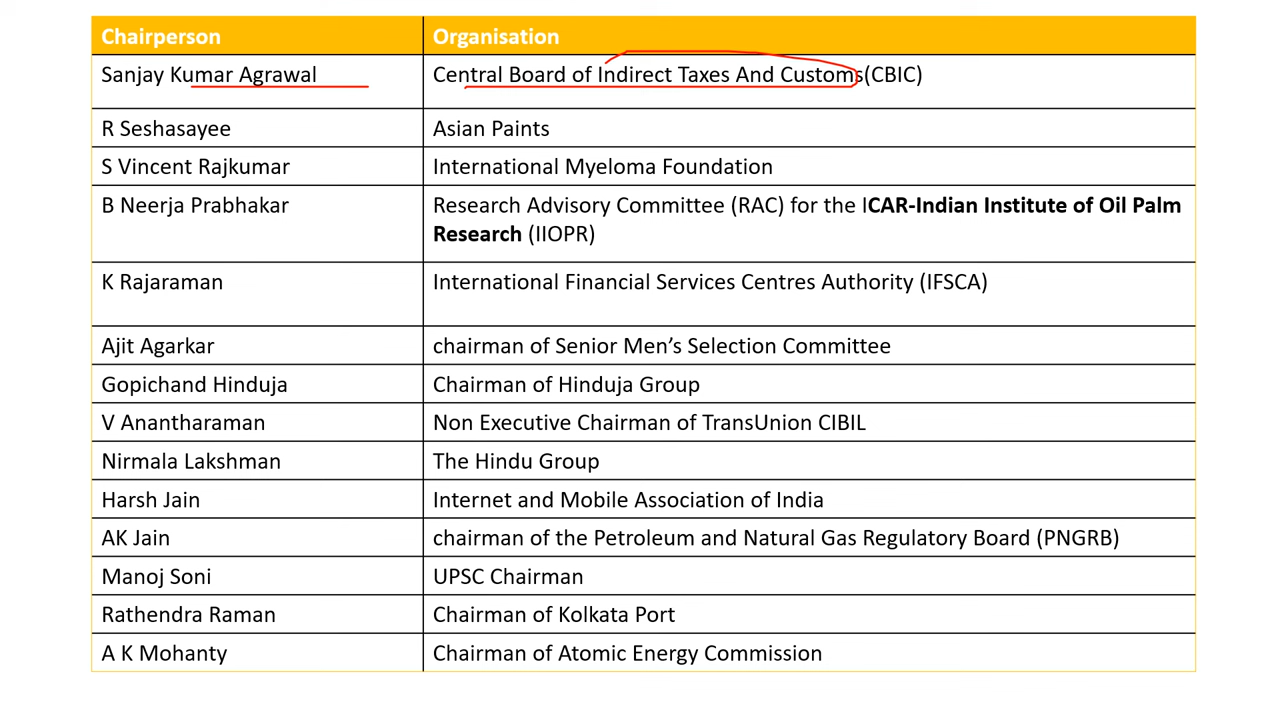 Chairperson Organisation
Sanjay Kumar Agrawal Central Board of Indirect Taxes And Customs(CBIC)
R Seshasayee Asian Paints
S Vincent Rajkumar International Myeloma Foundation
B Neerja Prabhakar Research Advisory Committee (RAC) for the ICAR-Indian Institute of Oil Palm
Research (IIOPR)
K Rajaraman International Financial Services Centres Authority (IFSCA)
Ajit Agarkar chairman of Senior Men’s Selection Committee
Gopichand Hinduja Chairman of Hinduja Group
V Anantharaman Non Executive Chairman of TransUnion CIBIL
Nirmala Lakshman The Hindu Group
Harsh Jain Internet and Mobile Association of India
AK Jain chairman of the Petroleum and Natural Gas Regulatory Board (PNGRB)
Manoj Soni UPSC Chairman
Rathendra Raman Chairman of Kolkata Port
A K Mohanty Chairman of Atomic Energy Commission